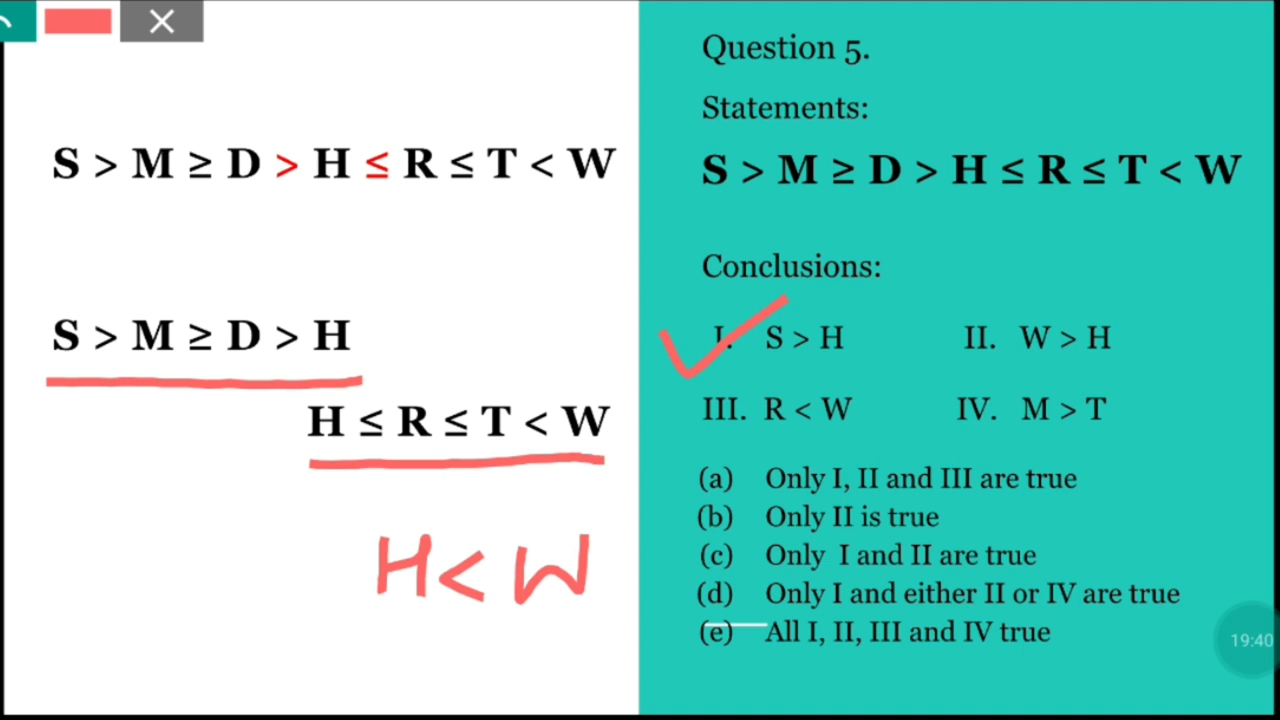 S > M ≥ D > H ≤ R ≤ T < W
S > M ≥ D > H
H ≤ R ≤ T < W
H < W
Question 5.
Statements:
S > M ≥ D > H ≤ R ≤ T < W
Conclusions:
I. S > H II. W > H
III. R < W IV. M > T
(a) Only I, II and III are true
(b) Only II is true
(c) Only I and II are true
(d) Only I and either II or IV are true
(e) All I, II, III and IV true
19:40